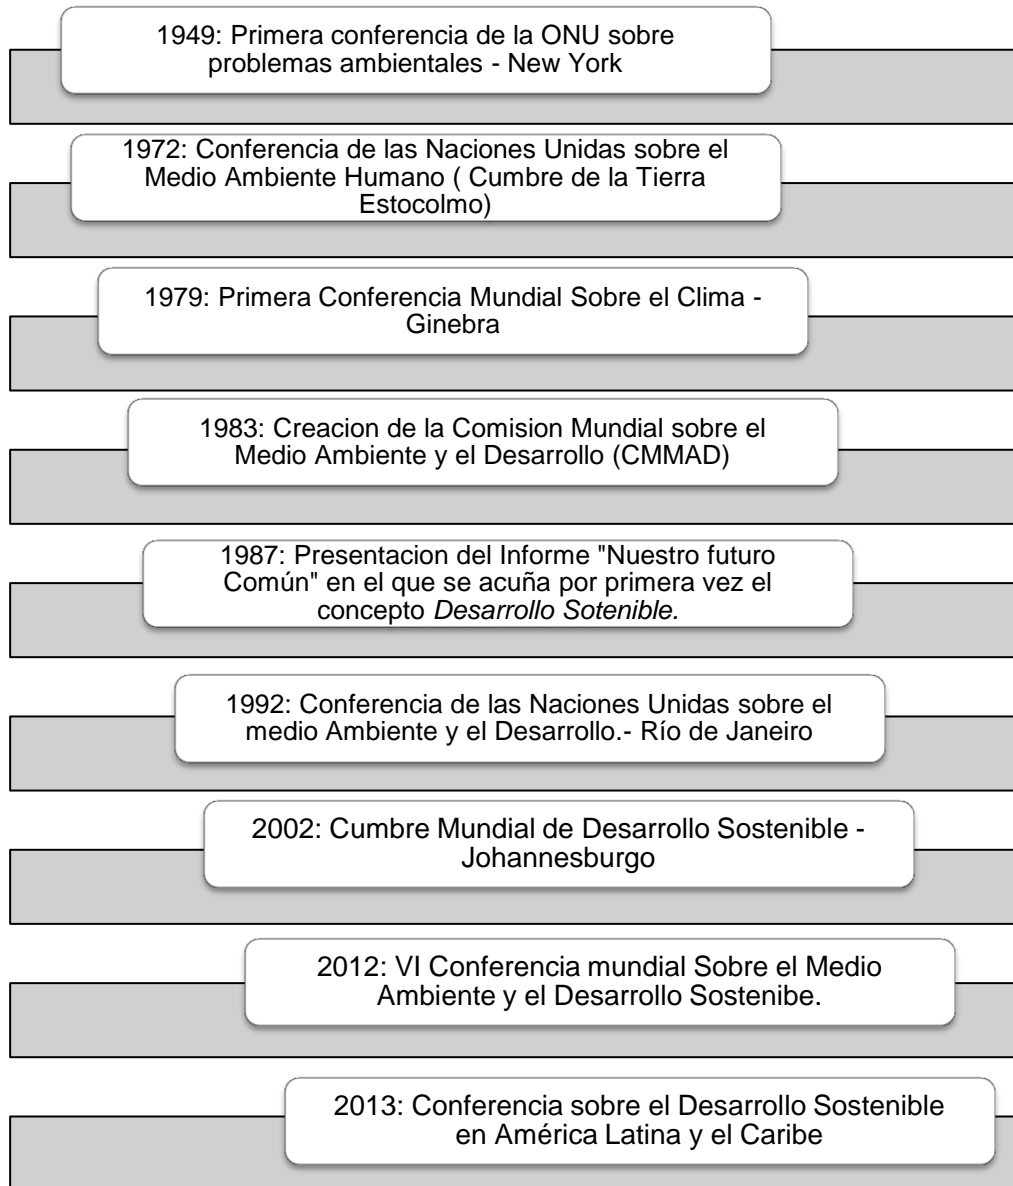 1949: Primera conferencia de la ONU sobre
problemas ambientales - New York
1972: Conferencia de las Naciones Unidas sobre el
Medio Ambiente Humano ( Cumbre de la Tierra
Estocolmo)
1979: Primera Conferencia Mundial Sobre el Clima -
Ginebra
1983: Creacion de la Comision Mundial sobre el
Medio Ambiente y el Desarrollo (CMMAD)
1987: Presentacion del Informe "Nuestro futuro
Común" en el que se acuña por primera vez el
concepto Desarrollo Sotenible.
1992: Conferencia de las Naciones Unidas sobre el
medio Ambiente y el Desarrollo.- Río de Janeiro
2002: Cumbre Mundial de Desarrollo Sostenible -
Johannesburgo
2012: VI Conferencia mundial Sobre el Medio
Ambiente y el Desarrollo Sostenibe.
2013: Conferencia sobre el Desarrollo Sostenible
en América Latina y el Caribe